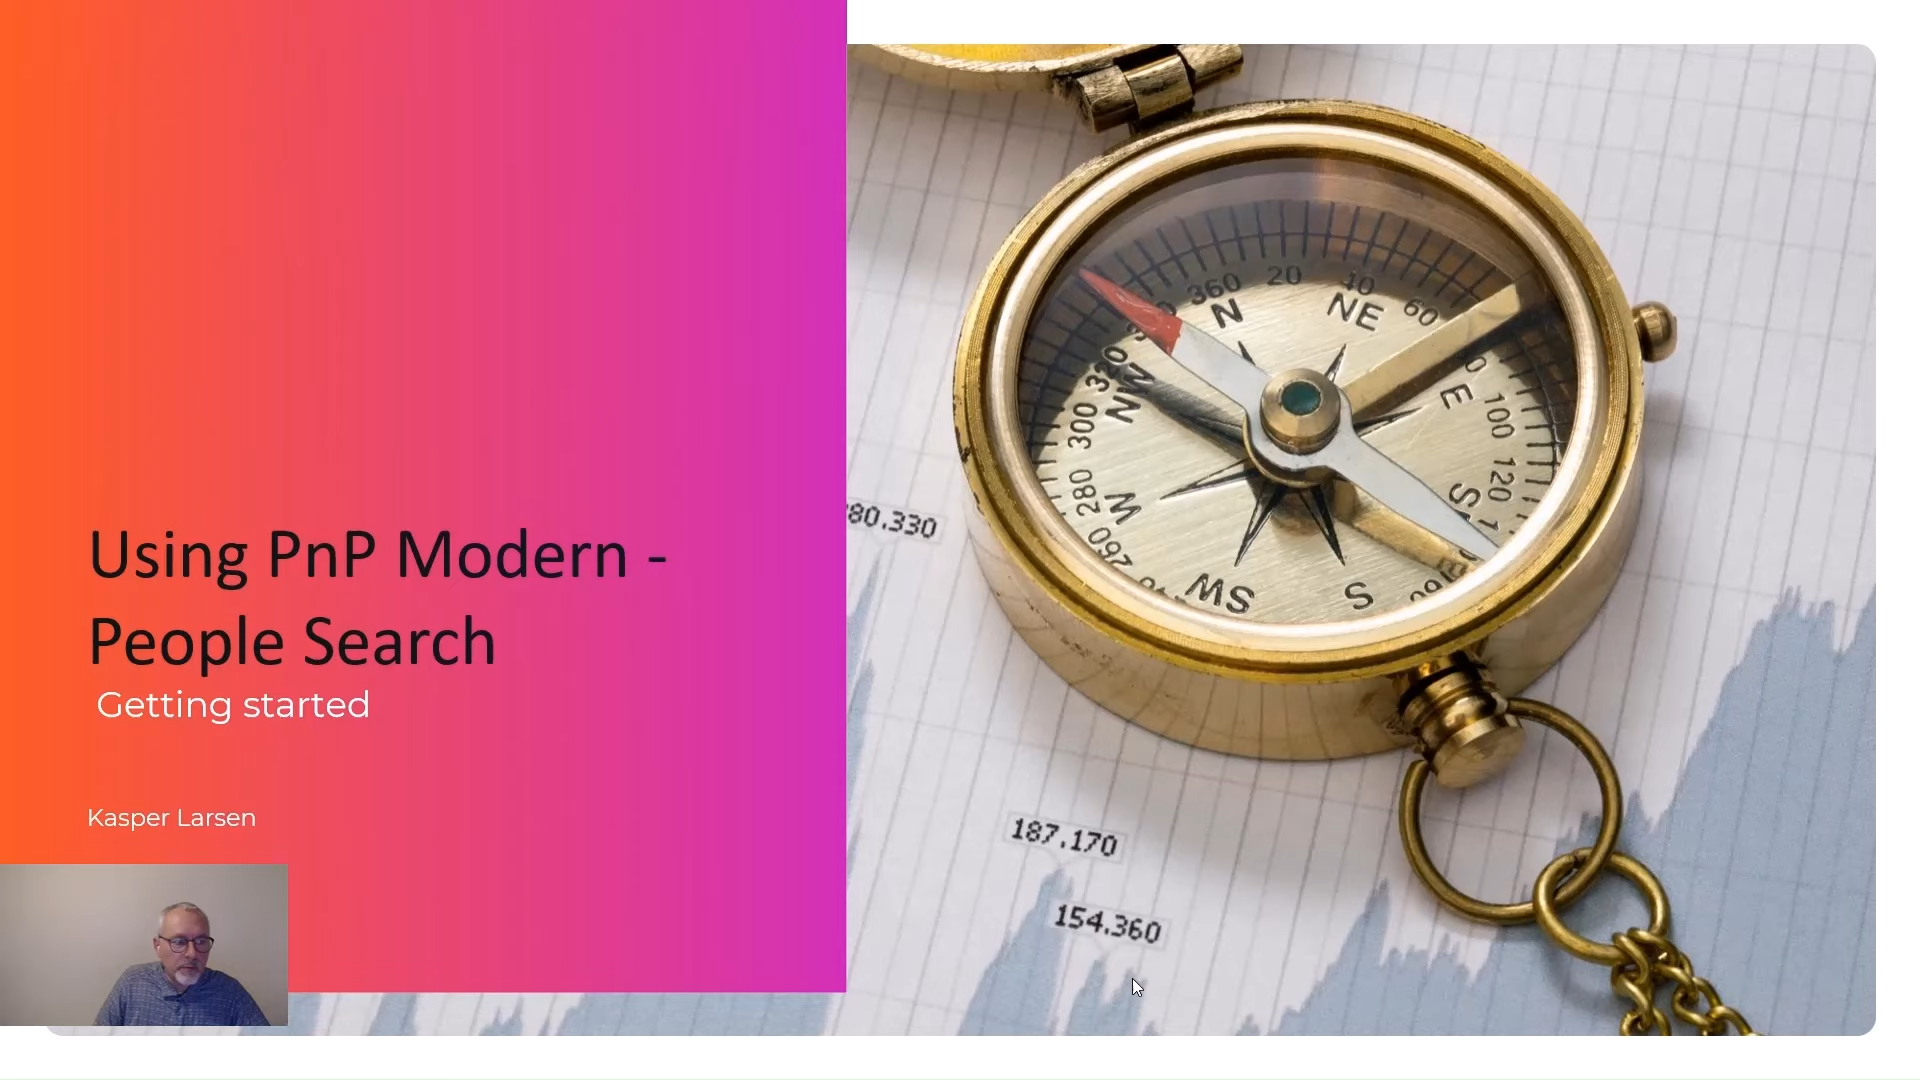 Using PnP Modern -
People Search
Getting started
Kasper Larsen
360
20
40
60
N
NE
E
100
120
S
SW
W
260
280
300
320
NW
80.330
187.170
154.360